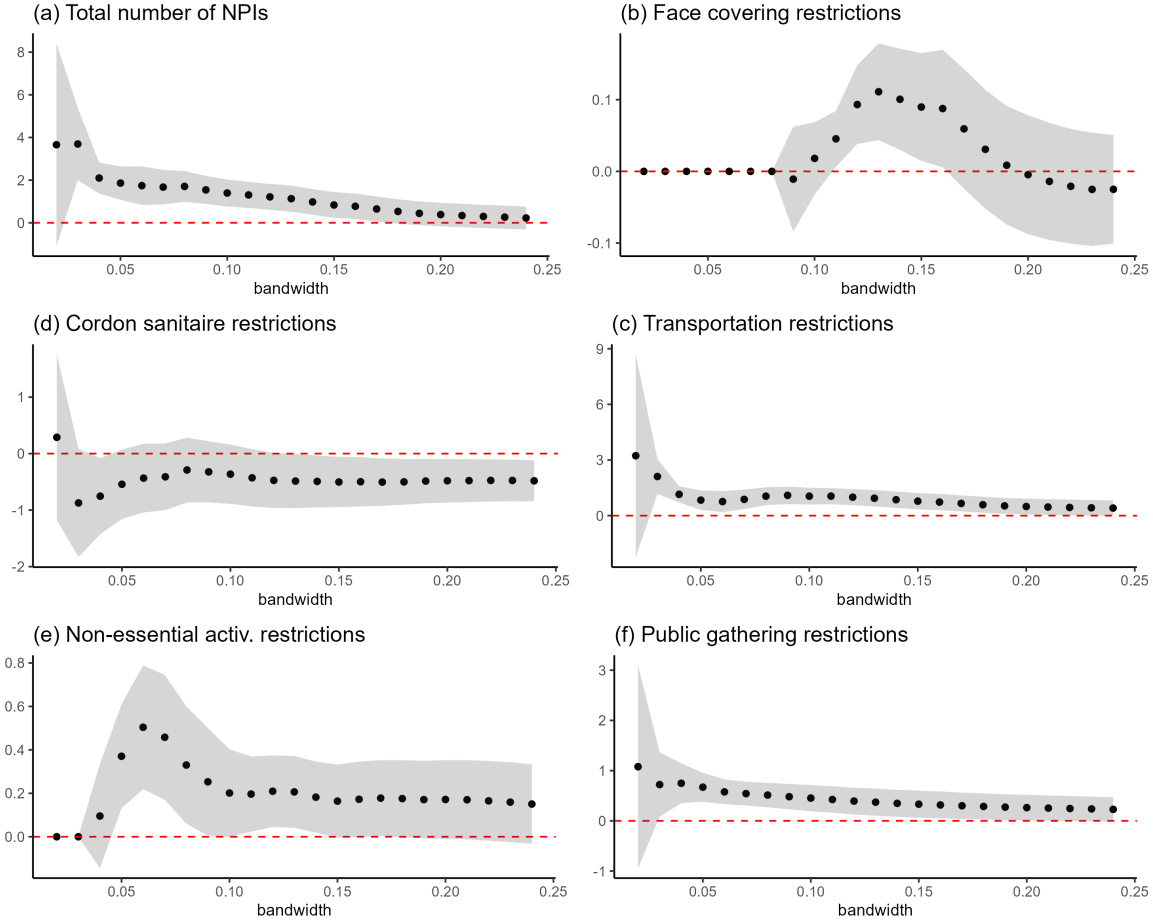 (a) Total number of NPIs
8
6
4
2
0
0.05 0.10 0.15 0.20 0.25
bandwidth
(b) Face covering restrictions
0.1
0.0
-0.1
0.05 0.10 0.15 0.20 0.25
bandwidth
(d) Cordon sanitaire restrictions
1
0
-1
-2
0.05 0.10 0.15 0.20 0.25
bandwidth
(c) Transportation restrictions
9
6
3
0
0.05 0.10 0.15 0.20 0.25
bandwidth
(e) Non-essential activ. restrictions
0.8
0.6
0.4
0.2
0.0
0.05 0.10 0.15 0.20 0.25
bandwidth
(f) Public gathering restrictions
3
2
1
0
-1
0.05 0.10 0.15 0.20 0.25
bandwidth